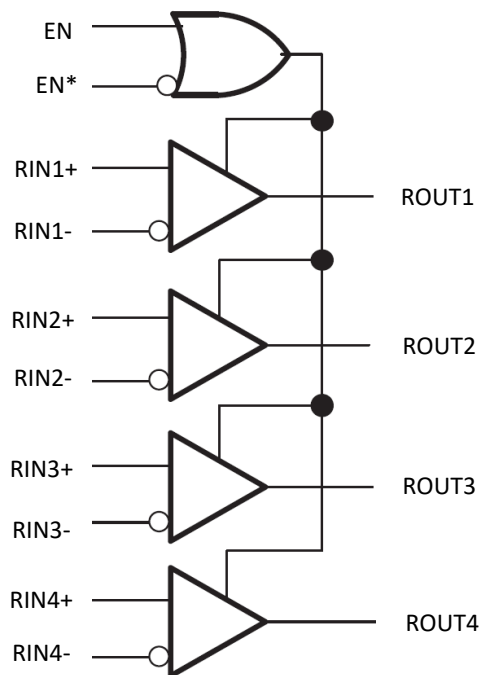 EN
EN*
RIN1+
ROUT1
RIN1-
RIN2+
ROUT2
RIN2-
RIN3+
ROUT3
RIN3-
RIN4+
ROUT4
RIN4-